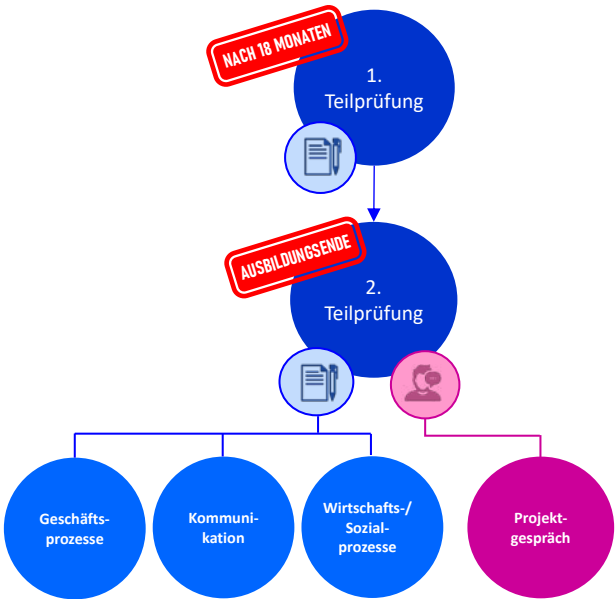 NACH 18 MONATEN
1.
Teilprüfung
AUSBILDUNGSENDE
2.
Teilprüfung
Geschäfts-
prozesse
Kommuni-
kation
Wirtschafts-/
Sozial-
prozesse
Projekt-
gespräch